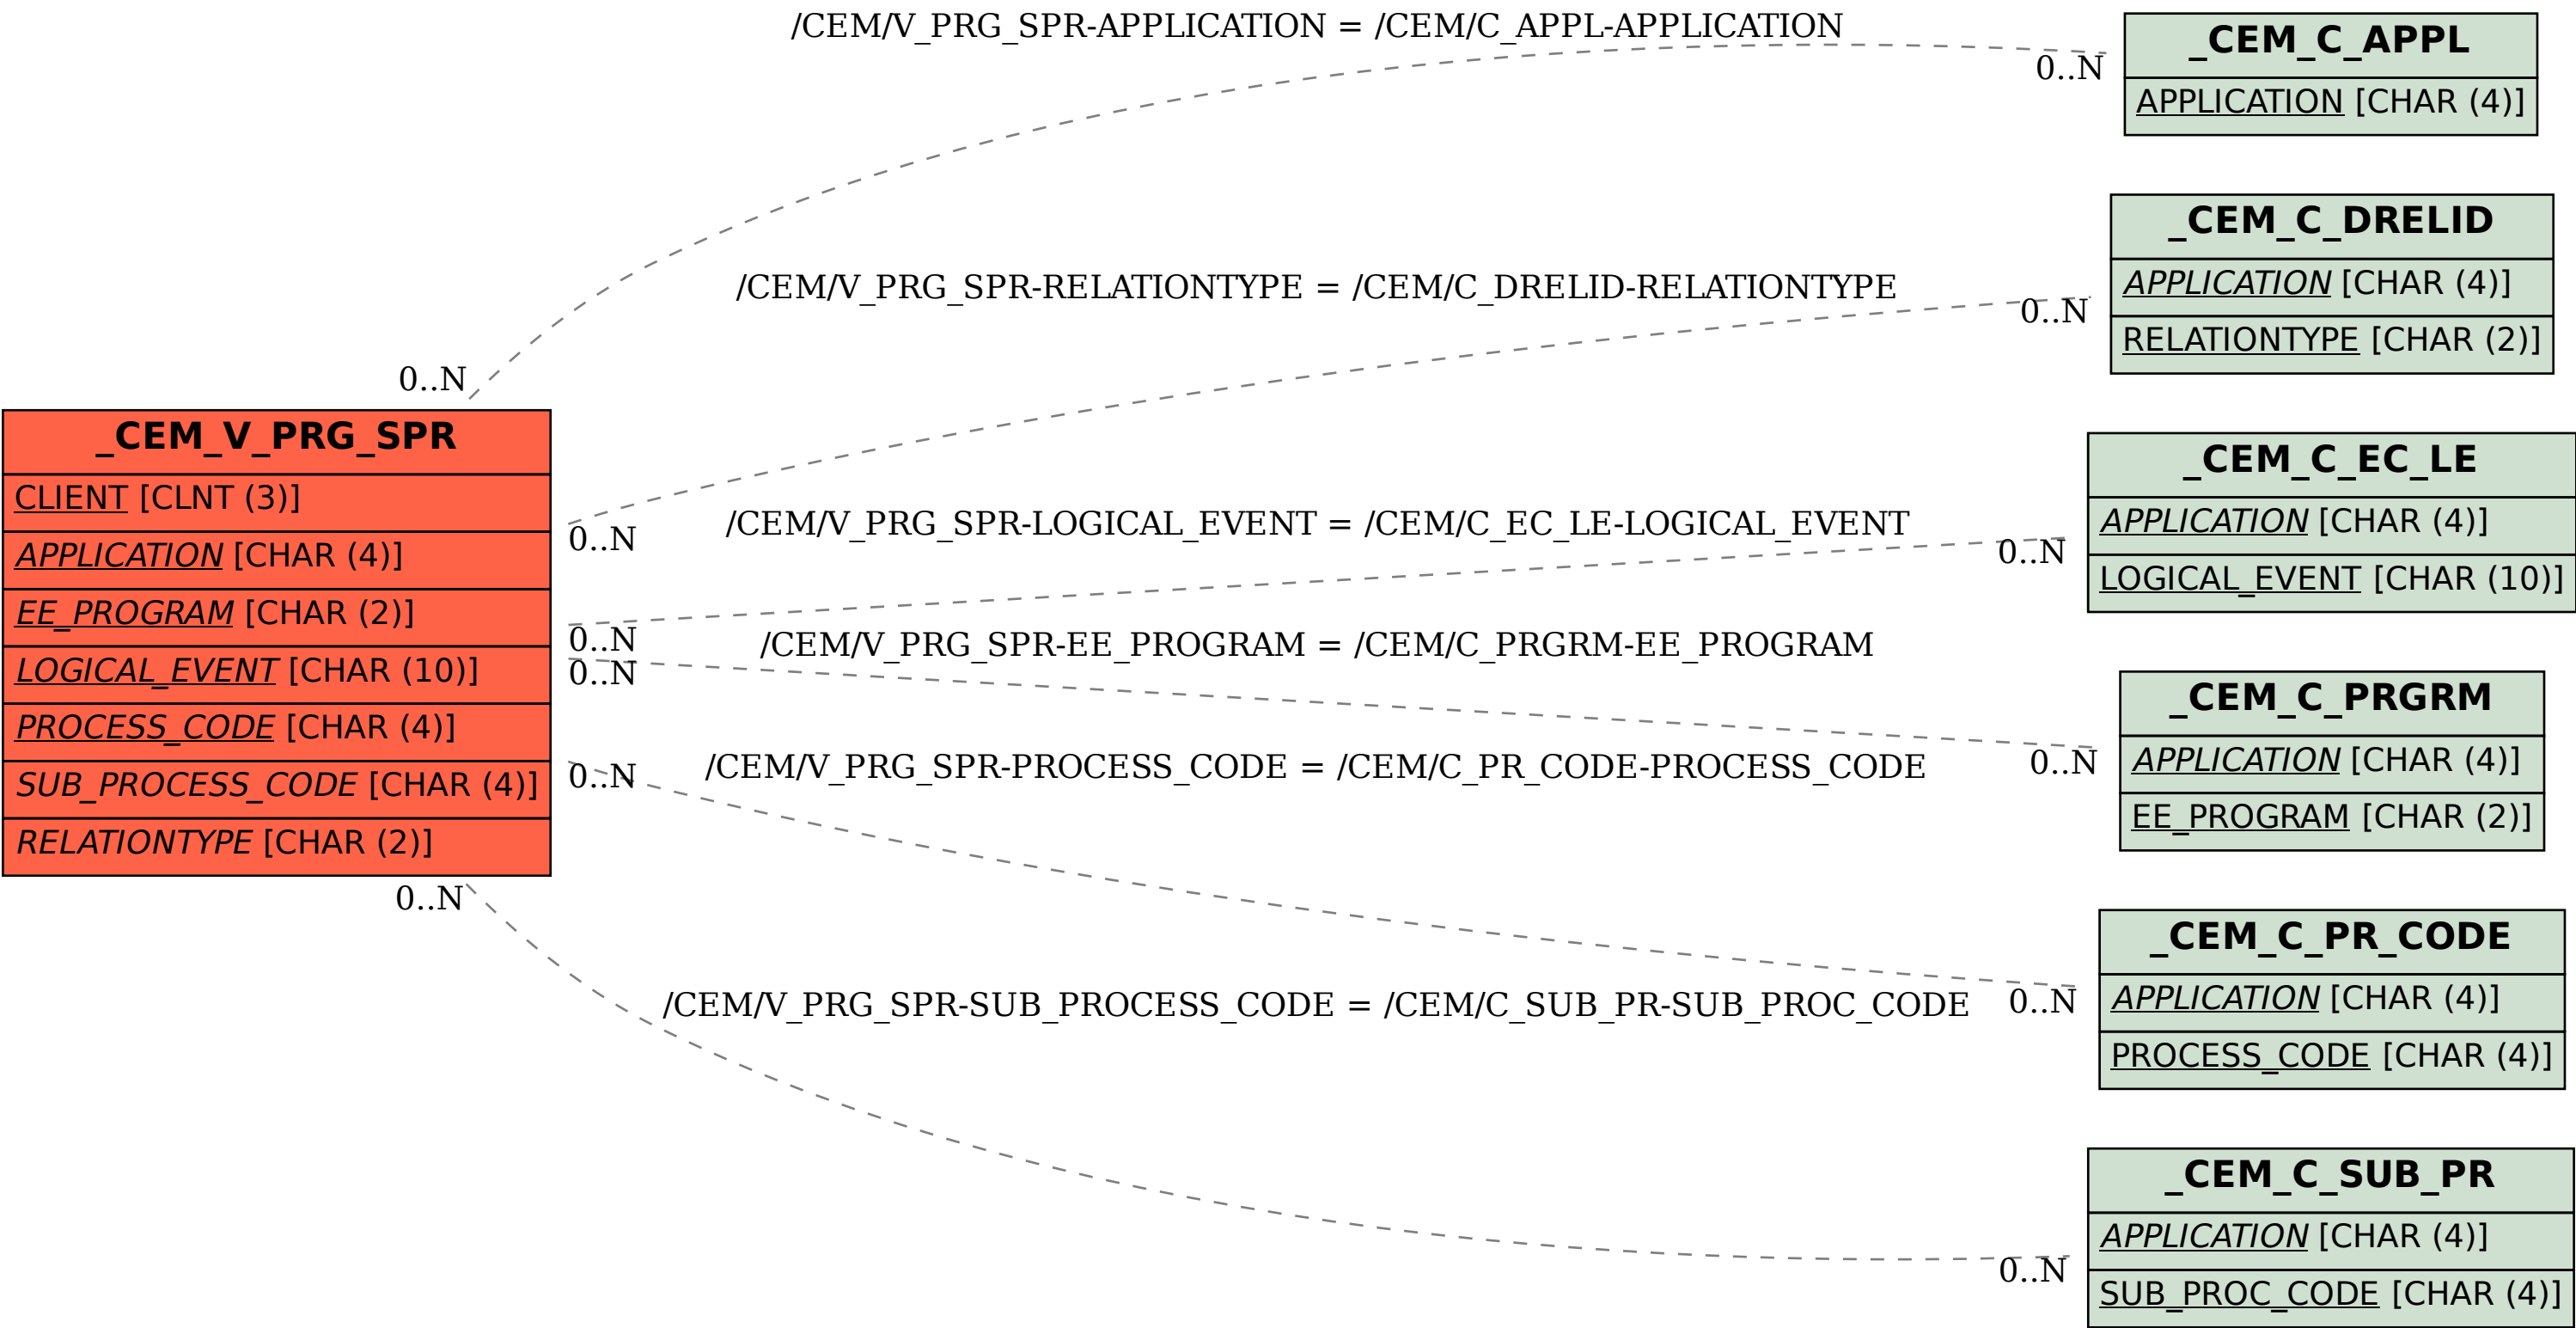 /CEM/V_PRG_SPR-APPLICATION = /CEM/C_APPL-APPLICATION
0..N
0..N
_CEM_C_APPL
APPLICATION [CHAR (4)]
/CEM/V_PRG_SPR-RELATIONTYPE = /CEM/C_DRELID-RELATIONTYPE
0..N
0..N
_CEM_C_DRELID
APPLICATION [CHAR (4)]
RELATIONTYPE [CHAR (2)]
_CEM_V_PRG_SPR
CLIENT [CLNT (3)]
APPLICATION [CHAR (4)]
EE_PROGRAM [CHAR (2)]
LOGICAL_EVENT [CHAR (10)]
PROCESS_CODE [CHAR (4)]
SUB_PROCESS_CODE [CHAR (4)]
RELATIONTYPE [CHAR (2)]
/CEM/V_PRG_SPR-LOGICAL_EVENT = /CEM/C_EC_LE-LOGICAL_EVENT
0..N
0..N
_CEM_C_EC_LE
APPLICATION [CHAR (4)]
LOGICAL_EVENT [CHAR (10)]
/CEM/V_PRG_SPR-EE_PROGRAM = /CEM/C_PRGRM-EE_PROGRAM
0..N
0..N
_CEM_C_PRGRM
APPLICATION [CHAR (4)]
EE_PROGRAM [CHAR (2)]
/CEM/V_PRG_SPR-PROCESS_CODE = /CEM/C_PR_CODE-PROCESS_CODE
0..N
0..N
_CEM_C_PR_CODE
APPLICATION [CHAR (4)]
PROCESS_CODE [CHAR (4)]
/CEM/V_PRG_SPR-SUB_PROCESS_CODE = /CEM/C_SUB_PR-SUB_PROC_CODE
0..N
0..N
_CEM_C_SUB_PR
APPLICATION [CHAR (4)]
SUB_PROC_CODE [CHAR (4)]